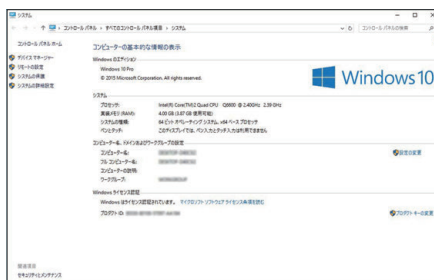 システム
コントロール パネル › すべてのコントロール パネル項目 › システム
コントロール パネルの検索
コントロール パネル ホーム
デバイス マネージャー
リモートの設定
システムの保護
システムの詳細設定
コンピューターの基本的な情報の表示
Windows のエディション
Windows 10 Pro
© 2015 Microsoft Corporation. All rights reserved.
Windows 10
システム
プロセッサ: Intel(R) Core(TM)2 Quad CPU Q6600 @ 2.40GHz 2.39 GHz
実装メモリ (RAM): 4.00 GB (3.87 GB 使用可能)
システムの種類: 64 ビット オペレーティング システム、x64 ベース プロセッサ
ペンとタッチ: このディスプレイでは、ペン入力とタッチ入力は利用できません
コンピューター名、ドメインおよびワークグループの設定
コンピューター名:
設定の変更
フル コンピューター名:
コンピューターの説明:
ワークグループ:
Windows ライセンス認証
Windows はライセンス認証されています。 マイクロソフト ソフトウェア ライセンス条項を読む
プロダクト ID:
プロダクト キーの変更
関連項目
セキュリティとメンテナンス